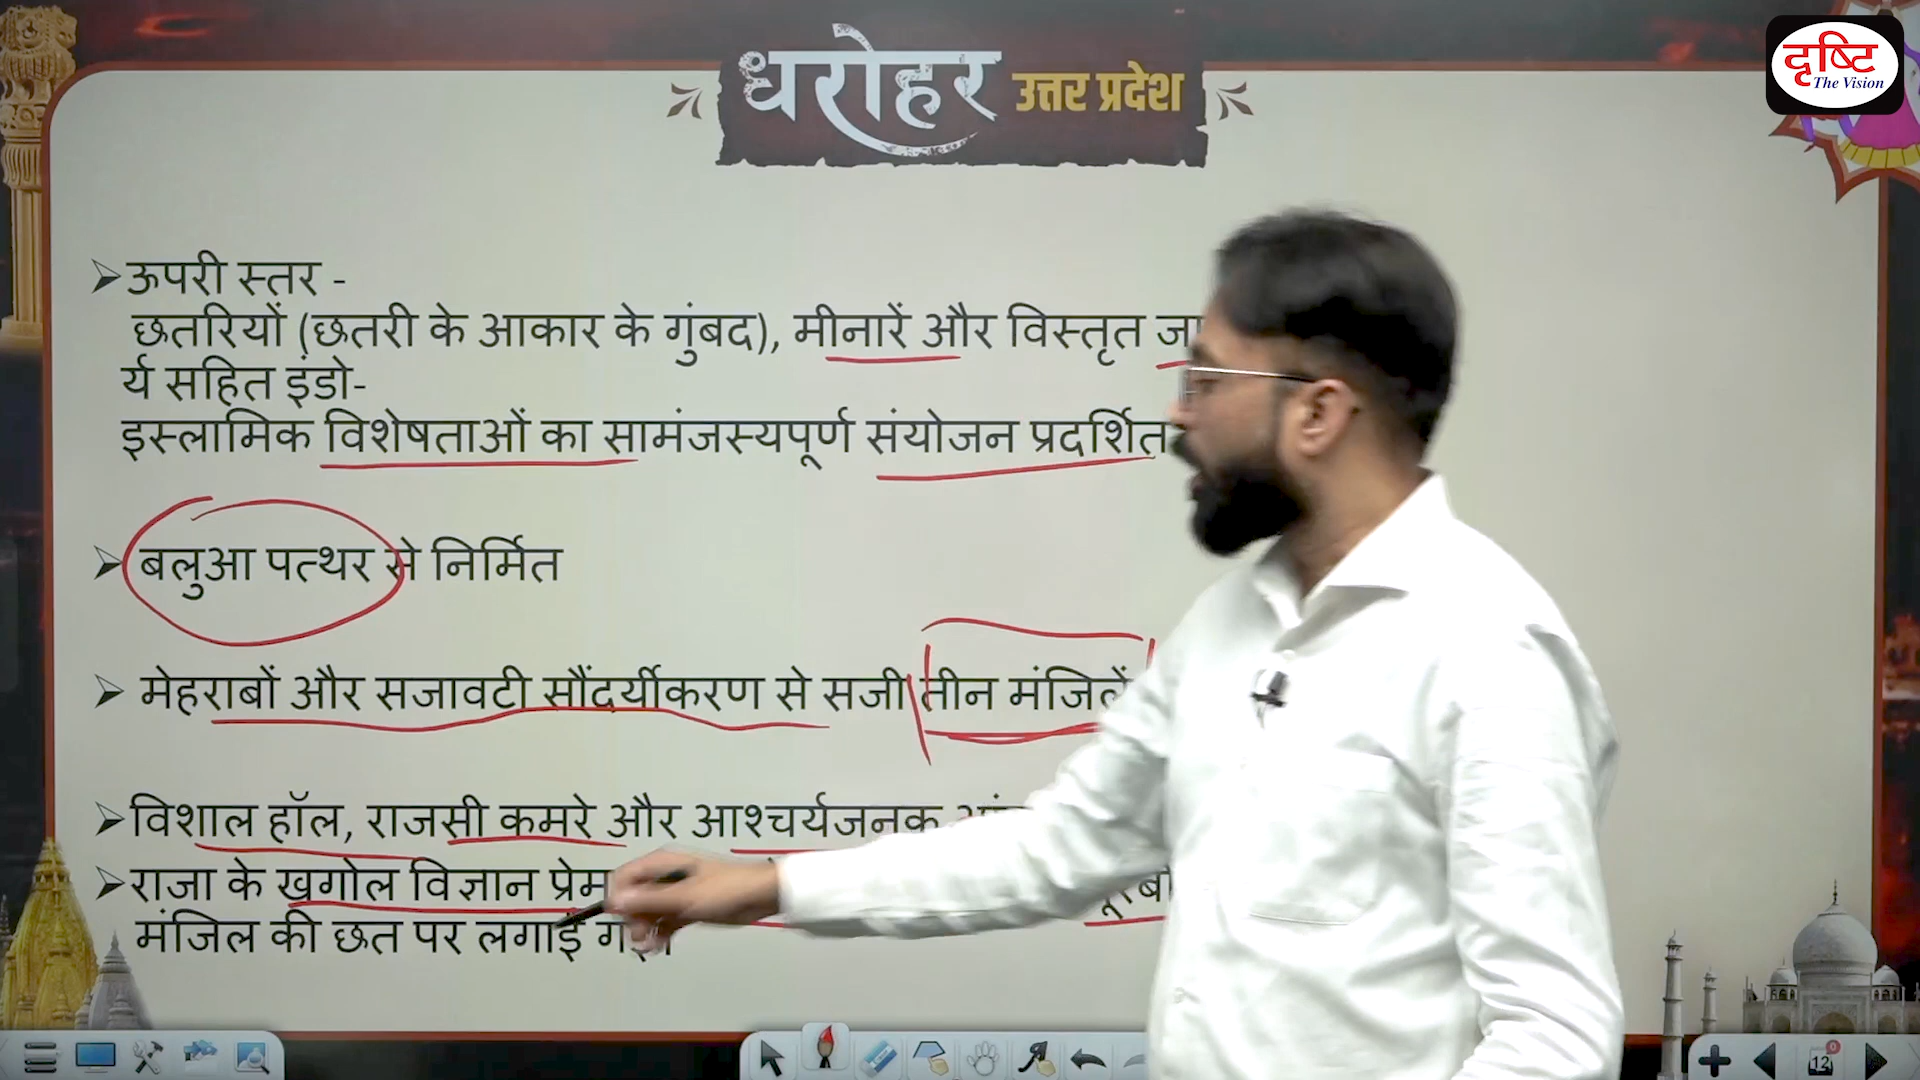 धरोहर उत्तर प्रदेश
दृष्टि
The Vision
➢ऊपरी स्तर -
छतरियों (छतरी के आकार के गुंबद), मीनारें और विस्तृत
र्य सहित इंडो-
इस्लामिक विशेषताओं का सामंजस्यपूर्ण संयोजन प्रदर्शित
➢ बलुआ पत्थर से निर्मित
➢ मेहराबों और सजावटी सौंदर्यीकरण से सजी तीन मंजिलें
➢विशाल हॉल, राजसी कमरे और आश्चर्यजनक
➢राजा के खगोल विज्ञान प्रेम
मंजिल की छत पर लगाई गई।
12
0